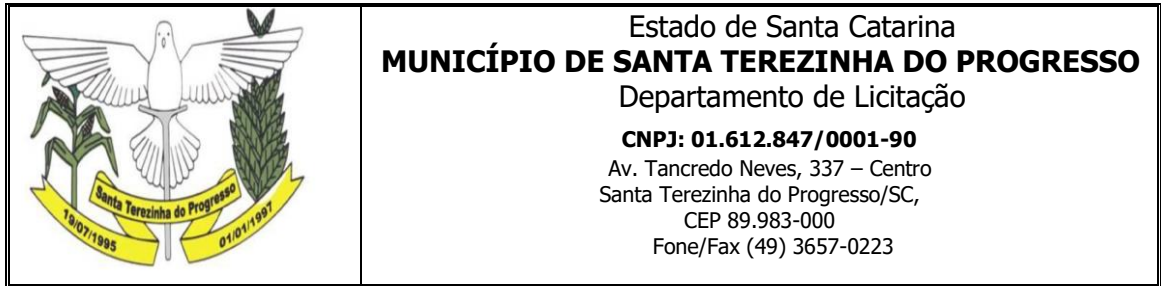 Santa Terezinha do Progresso
19/07/1995
01/01/1997
Estado de Santa Catarina
MUNICÍPIO DE SANTA TEREZINHA DO PROGRESSO
Departamento de Licitação
CNPJ: 01.612.847/0001-90
Av. Tancredo Neves, 337 – Centro
Santa Terezinha do Progresso/SC,
CEP 89.983-000
Fone/Fax (49) 3657-0223